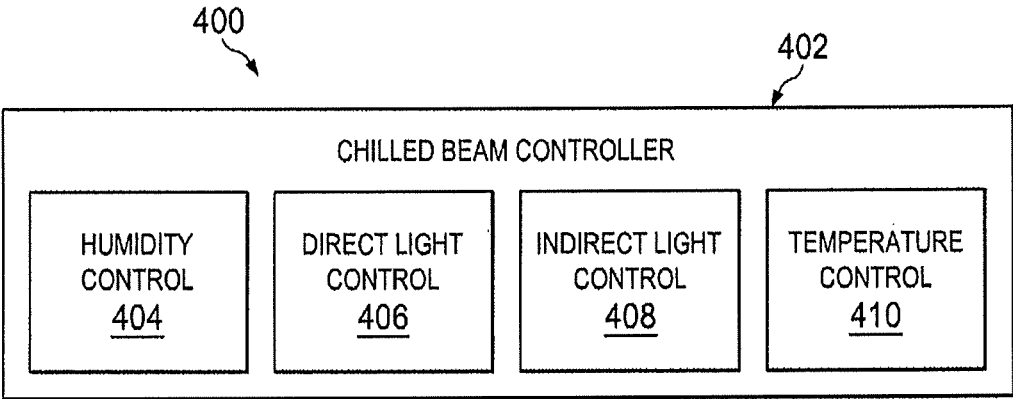 400
402
CHILLED BEAM CONTROLLER
HUMIDITY
CONTROL
404
DIRECT LIGHT
CONTROL
406
INDIRECT LIGHT
CONTROL
408
TEMPERATURE
CONTROL
410